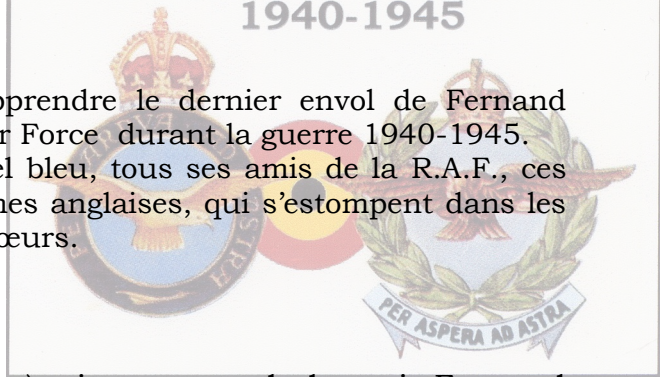 1940-1945
pprendre le dernier envol de Fernand
r Force durant la guerre 1940-1945.
el bleu, tous ses amis de la R.A.F., ces
nes anglaises, qui s’estompent dans les
œurs.
PER ASPERA AD ASTRA